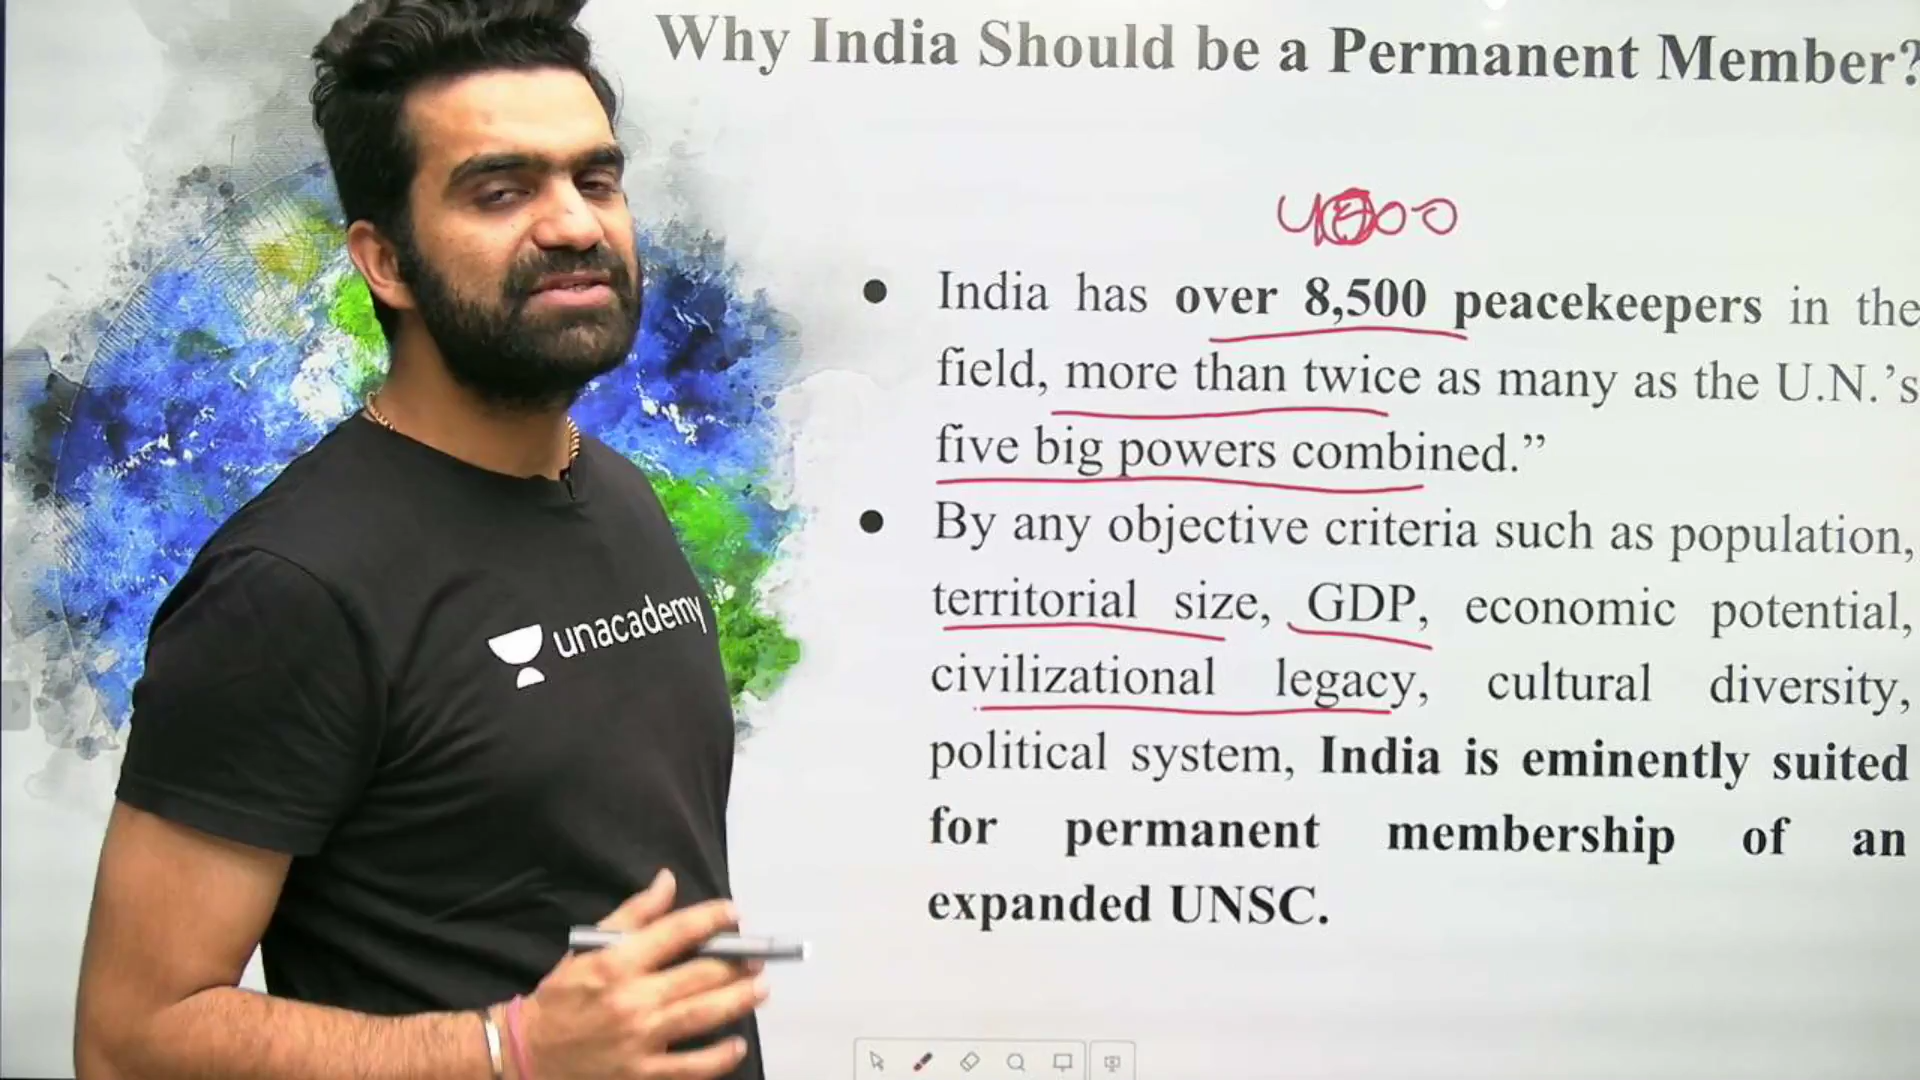 Why India Should be a Permanent Member?
• India has over 8,500 peacekeepers in the
field, more than twice as many as the U.N.'s
five big powers combined.”
• By any objective criteria such as population,
territorial size, GDP, economic potential,
civilizational legacy, cultural diversity,
political system, India is eminently suited
for permanent membership of an
expanded UNSC.
unacademy